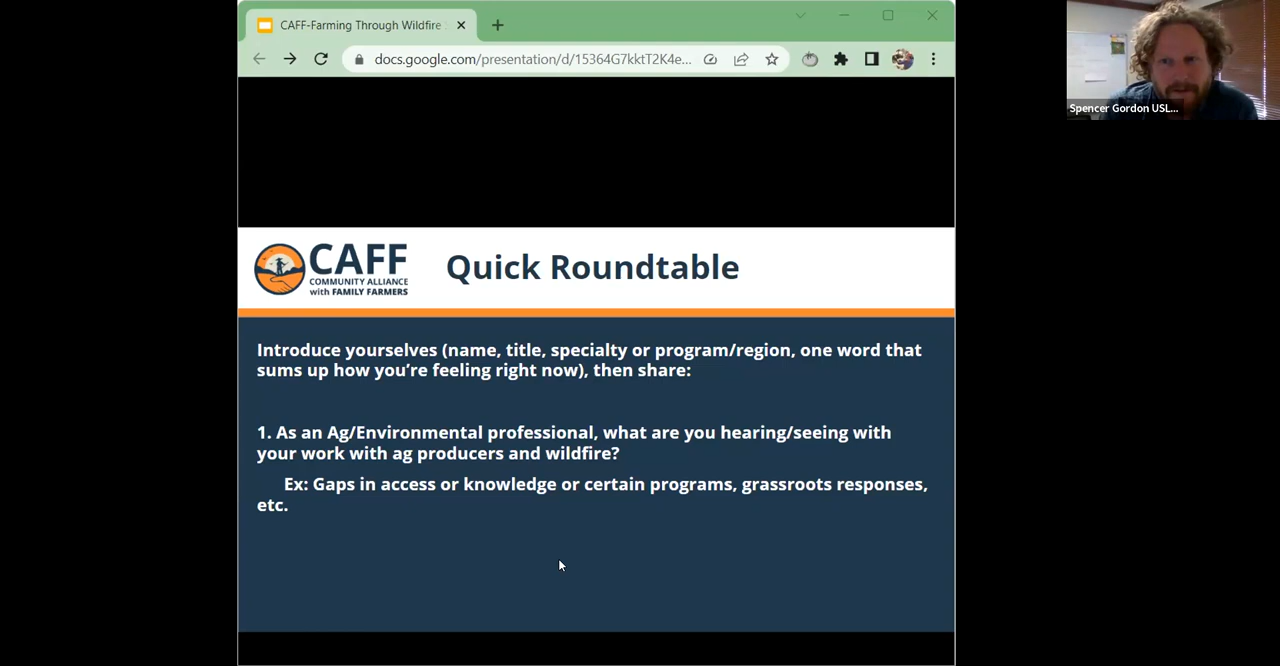 CAFF-Farming Through Wildfire
docs.google.com/presentation/d/15364G7kktT2K4e...
Spencer Gordon USL...
CAFF
COMMUNITY ALLIANCE
with FAMILY FARMERS
Quick Roundtable
Introduce yourselves (name, title, specialty or program/region, one word that
sums up how you’re feeling right now), then share:
1. As an Ag/Environmental professional, what are you hearing/seeing with
your work with ag producers and wildfire?
Ex: Gaps in access or knowledge or certain programs, grassroots responses,
etc.